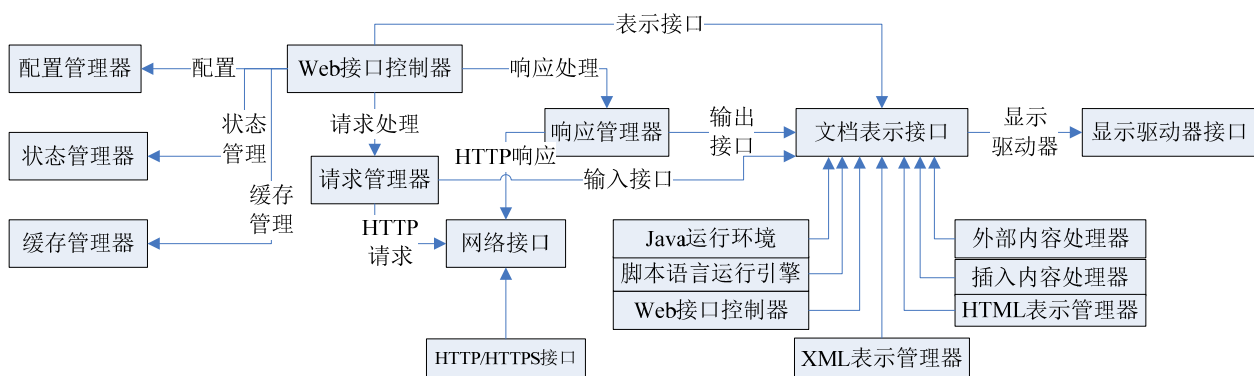 表示接口
配置管理器
配置
Web接口控制器
响应处理
状态
管理
请求处理
响应管理器
输出
接口
文档表示接口
显示
驱动器
显示驱动器接口
状态管理器
HTTP响应
请求管理器
输入接口
缓存
管理
缓存管理器
HTTP
请求
网络接口
Java运行环境
外部内容处理器
脚本语言运行引擎
插入内容处理器
Web接口控制器
HTML表示管理器
HTTP/HTTPS接口
XML表示管理器